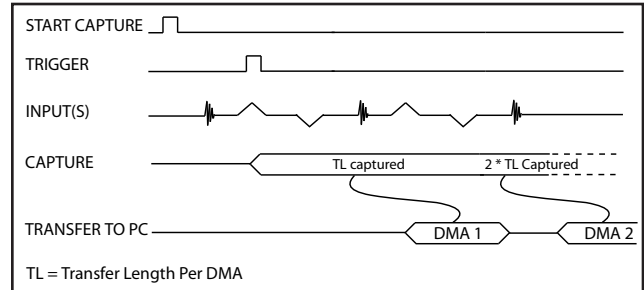 START CAPTURE
TRIGGER
INPUT(S)
CAPTURE TL captured 2 * TL Captured
TRANSFER TO PC DMA 1 DMA 2
TL = Transfer Length Per DMA